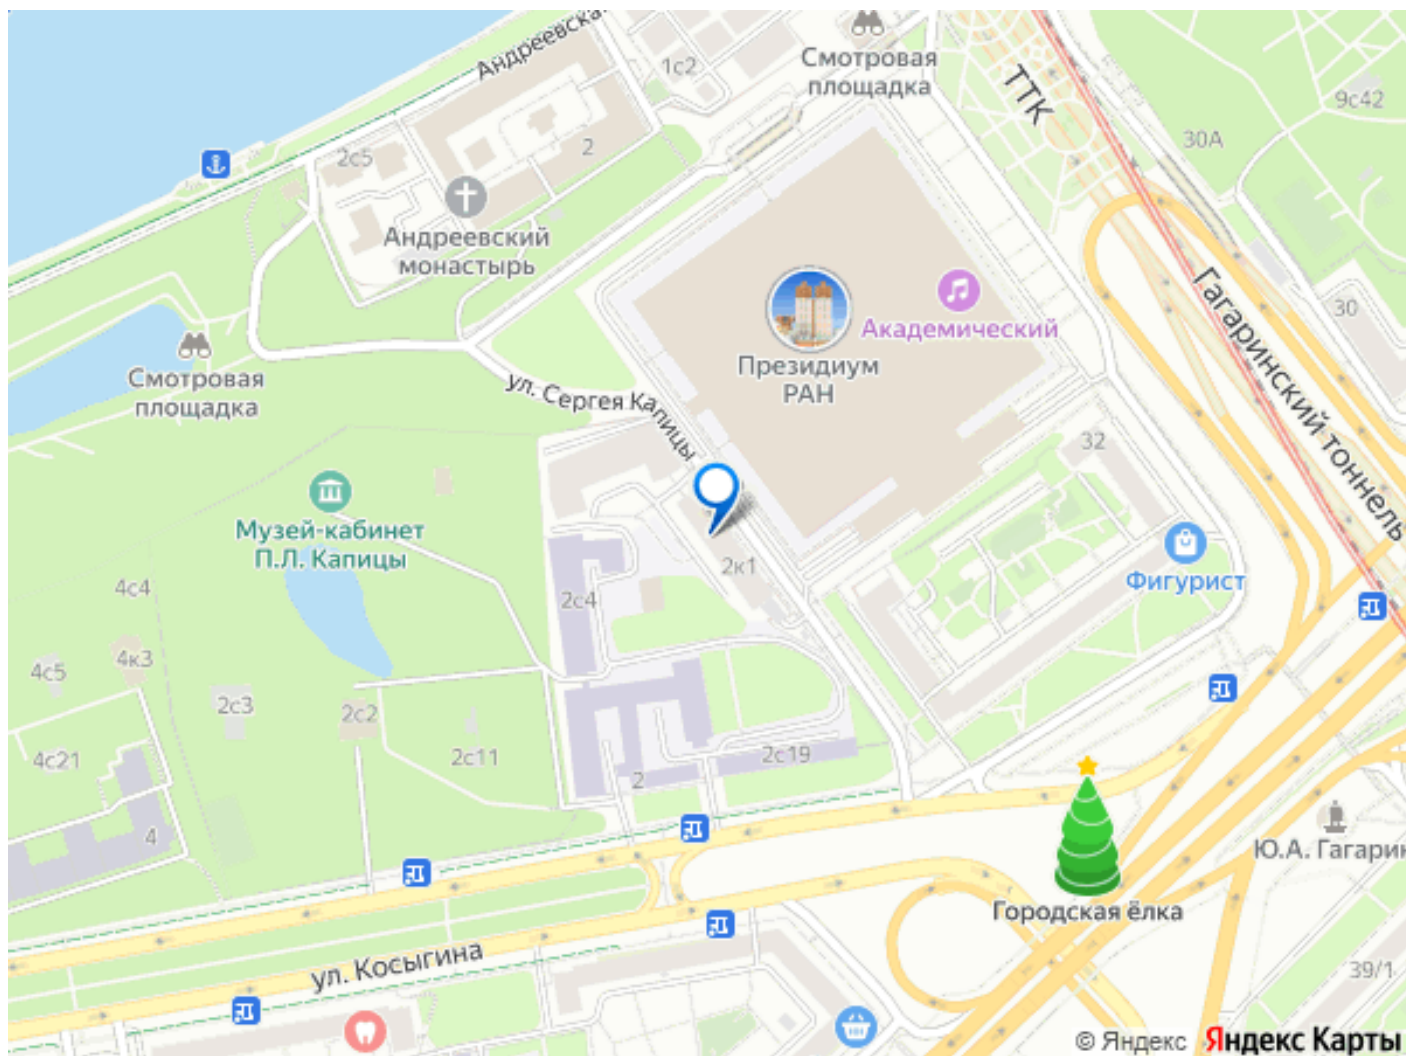 Андреевская
1с2
Смотровая
площадка
ТТК
9с42
30А
2с5
2
Андреевский
монастырь
Гагаринский тоннель
30
Академический
Президиум
РАН
Смотровая
площадка
ул. Сергея Капицы
32
Музей-кабинет
П.Л. Капицы
2к1
Фигурист
4с4
2с4
4с5
4к3
2с3
2с2
4с21
2с11
2с19
2
4
Ю.А. Гагарин
Городская ёлка
ул. Косыгина
39/1
© Яндекс Яндекс Карты